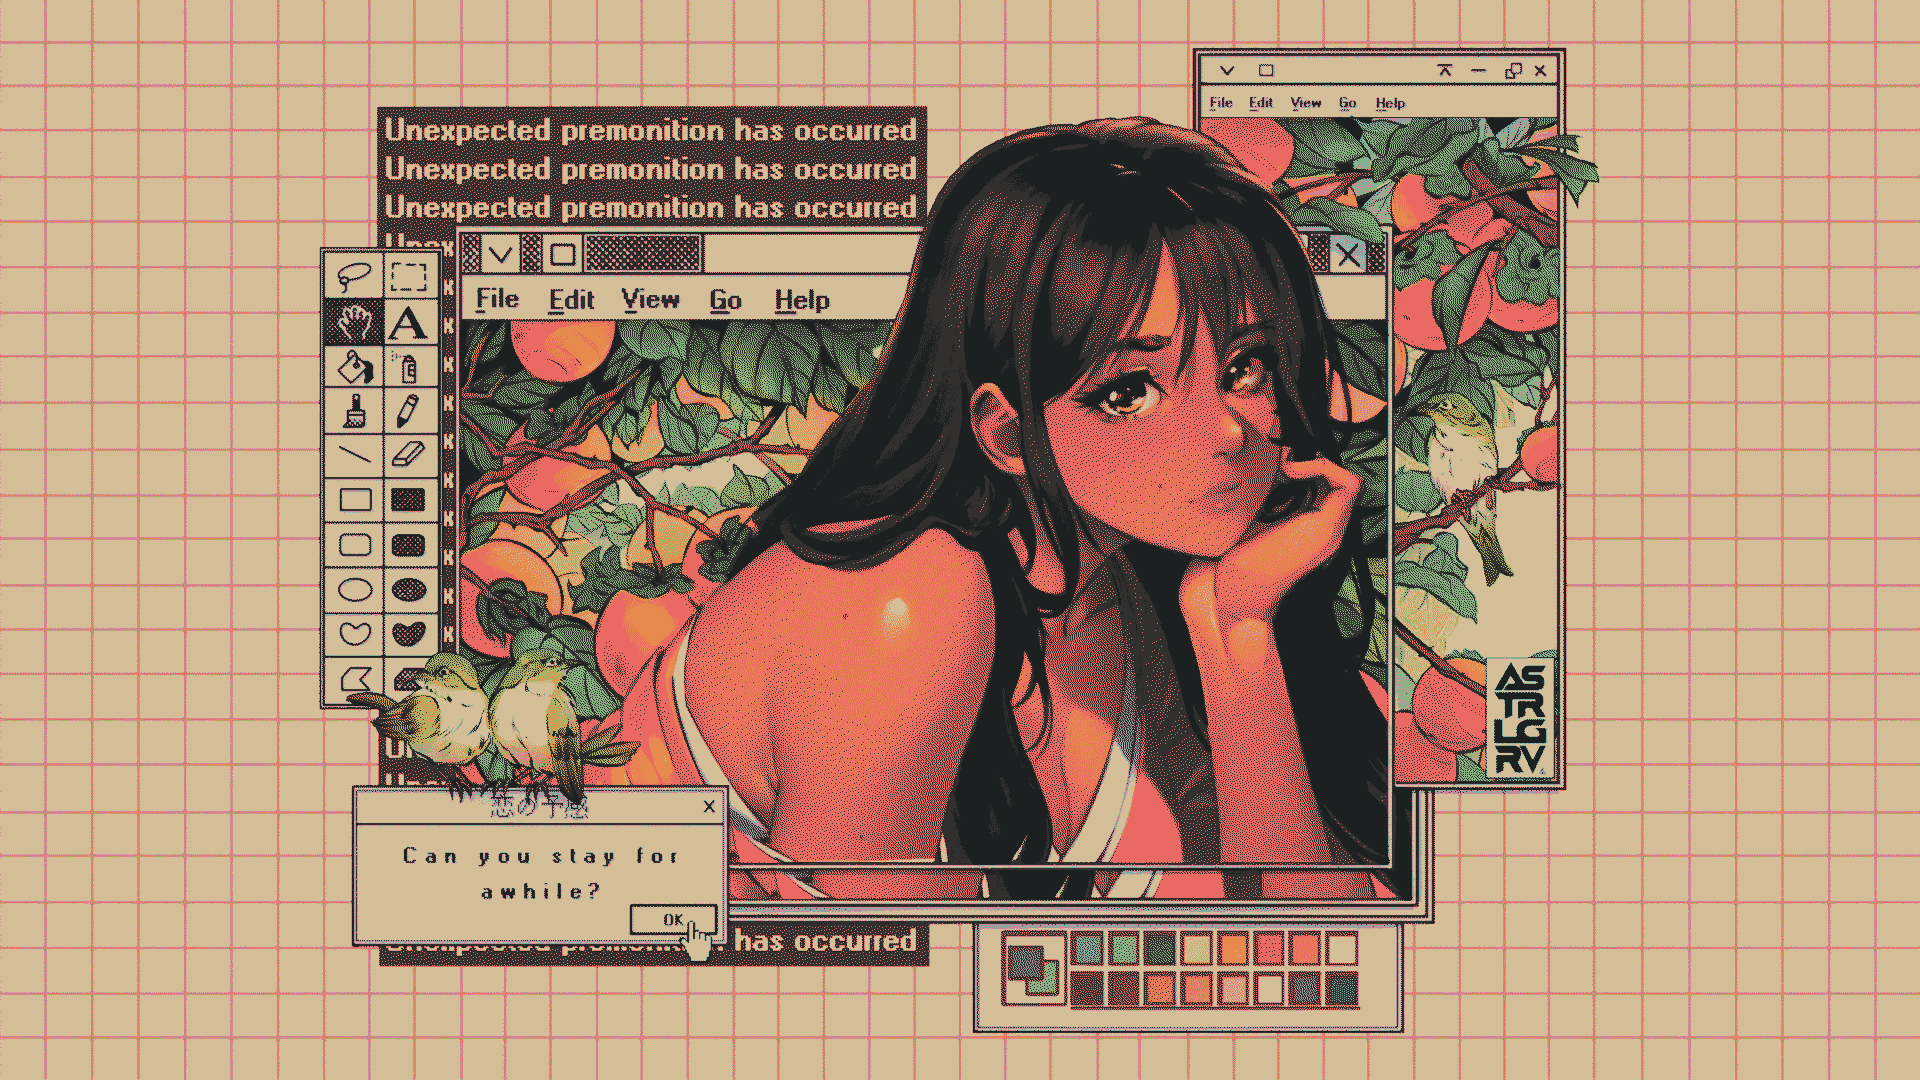 Unexpected premonition has occurred
Unexpected premonition has occurred
Unexpected premonition has occurred
File Edit View Go Help
File Edit View Go Help
A
恋の予感
Can you stay for
awhile?
OK
has occurred
AS
TR
LG
RV